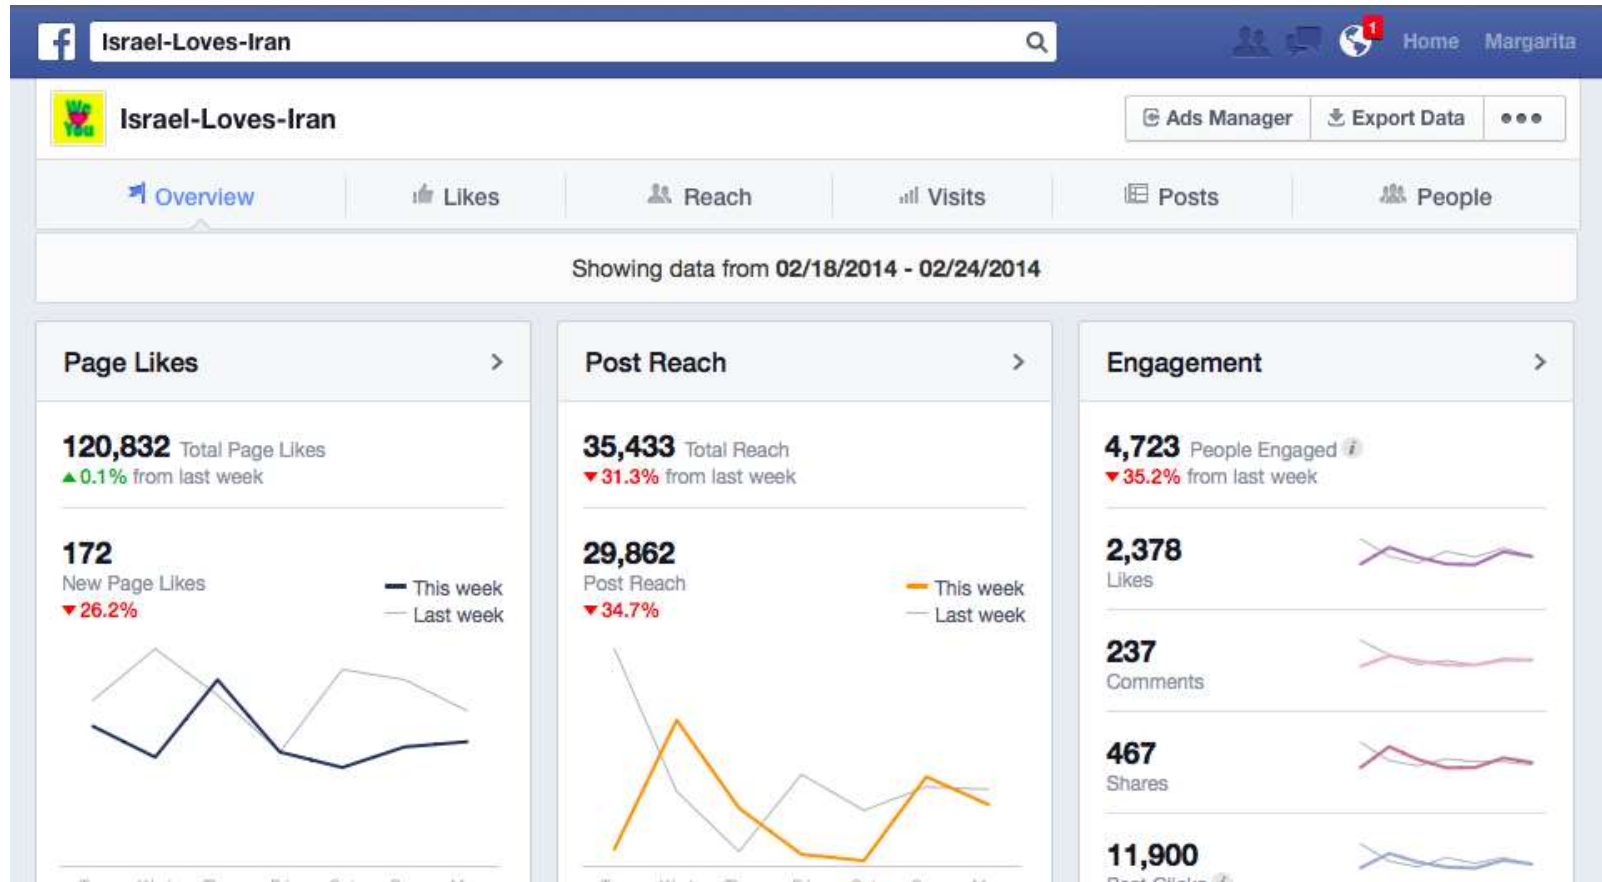 Israel-Loves-Iran
1
Home
Margarita
We
You
Israel-Loves-Iran
Ads Manager
Export Data
Overview
Likes
Reach
Visits
Posts
People
Showing data from 02/18/2014 - 02/24/2014
Page Likes
120,832 Total Page Likes
0.1% from last week
172
New Page Likes
26.2%
This week
Last week
Post Reach
35,433 Total Reach
31.3% from last week
29,862
Post Reach
34.7%
This week
Last week
Engagement
4,723 People Engaged
35.2% from last week
2,378
Likes
237
Comments
467
Shares
11,900